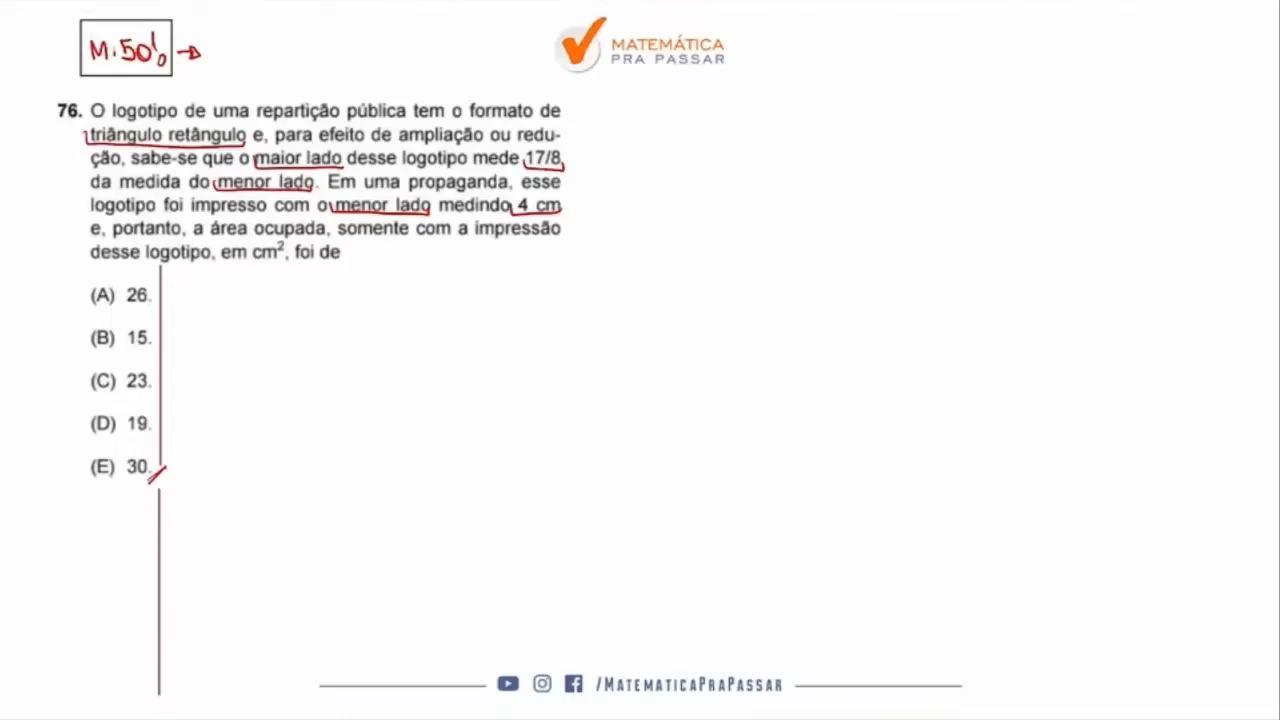 M.50% →
MATEMÁTICA
PRA PASSAR
76. O logotipo de uma repartição pública tem o formato de
triângulo retângulo e, para efeito de ampliação ou redu-
ção, sabe-se que o maior lado desse logotipo mede 17/8
da medida do menor lado. Em uma propaganda, esse
logotipo foi impresso com o menor lado medindo 4 cm
e, portanto, a área ocupada, somente com a impressão
desse logotipo, em cm², foi de
(A) 26.
(B) 15.
(C) 23.
(D) 19.
(E) 30.
/MATEMATICAPRAPASSAR